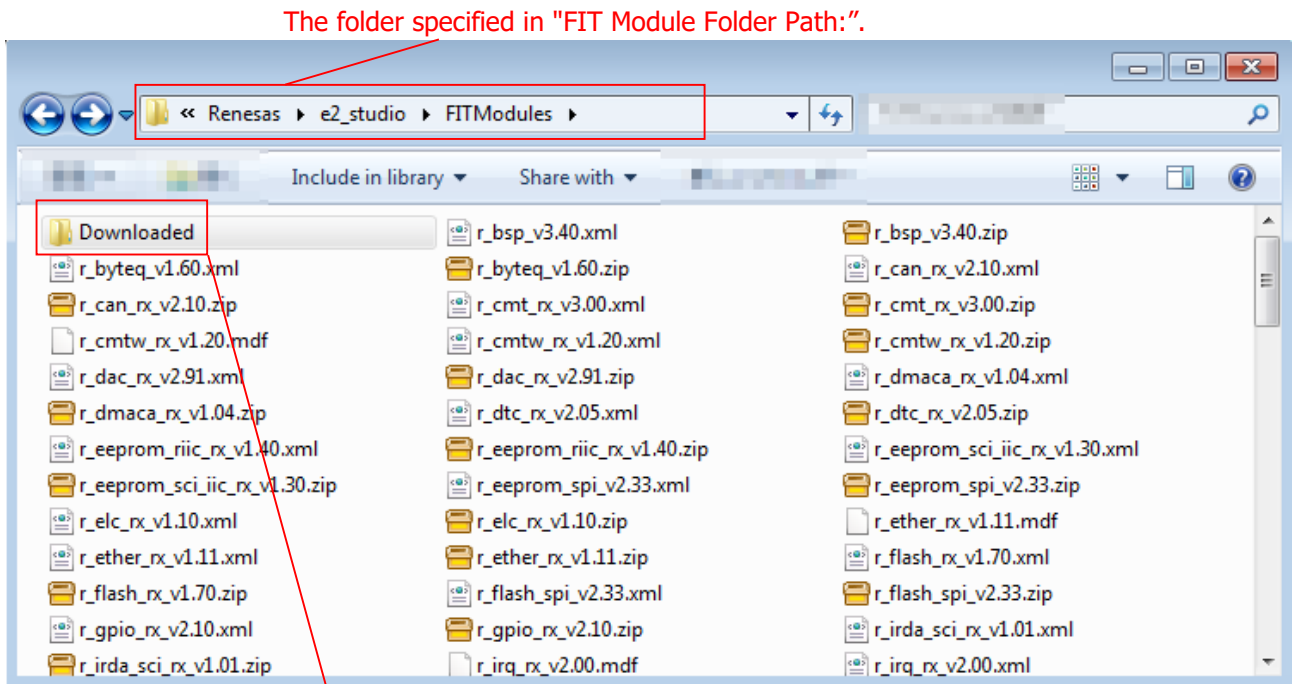 The folder specified in "FIT Module Folder Path:”.
« Renesas e2_studio FITModules
Include in library Share with
Downloaded r_bsp_v3.40.xml r_bsp_v3.40.zip
r_byteq_v1.60.xml r_byteq_v1.60.zip r_can_rx_v2.10.xml
r_can_rx_v2.10.zip r_cmt_rx_v3.00.xml r_cmt_rx_v3.00.zip
r_cmtw_rx_v1.20.mdf r_cmtw_rx_v1.20.xml r_cmtw_rx_v1.20.zip
r_dac_rx_v2.91.xml r_dac_rx_v2.91.zip r_dmaca_rx_v1.04.xml
r_dmaca_rx_v1.04.zip r_dtc_rx_v2.05.xml r_dtc_rx_v2.05.zip
r_eeprom_riic_rx_v1.40.xml r_eeprom_riic_rx_v1.40.zip r_eeprom_sci_iic_rx_v1.30.xml
r_eeprom_sci_iic_rx_v1.30.zip r_eeprom_spi_v2.33.xml r_eeprom_spi_v2.33.zip
r_elc_rx_v1.10.xml r_elc_rx_v1.10.zip r_ether_rx_v1.11.mdf
r_ether_rx_v1.11.xml r_ether_rx_v1.11.zip r_flash_rx_v1.70.xml
r_flash_rx_v1.70.zip r_flash_spi_v2.33.xml r_flash_spi_v2.33.zip
r_gpio_rx_v2.10.xml r_gpio_rx_v2.10.zip r_irda_sci_rx_v1.01.xml
r_irda_sci_rx_v1.01.zip r_irq_rx_v2.00.mdf r_irq_rx_v2.00.xml